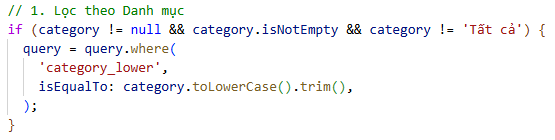 // 1. Lọc theo Danh mục
if (category != null && category.isNotEmpty && category != 'Tất cả') {
  query = query.where(
    'category_lower',
    isEqualTo: category.toLowerCase().trim(),
  );
}